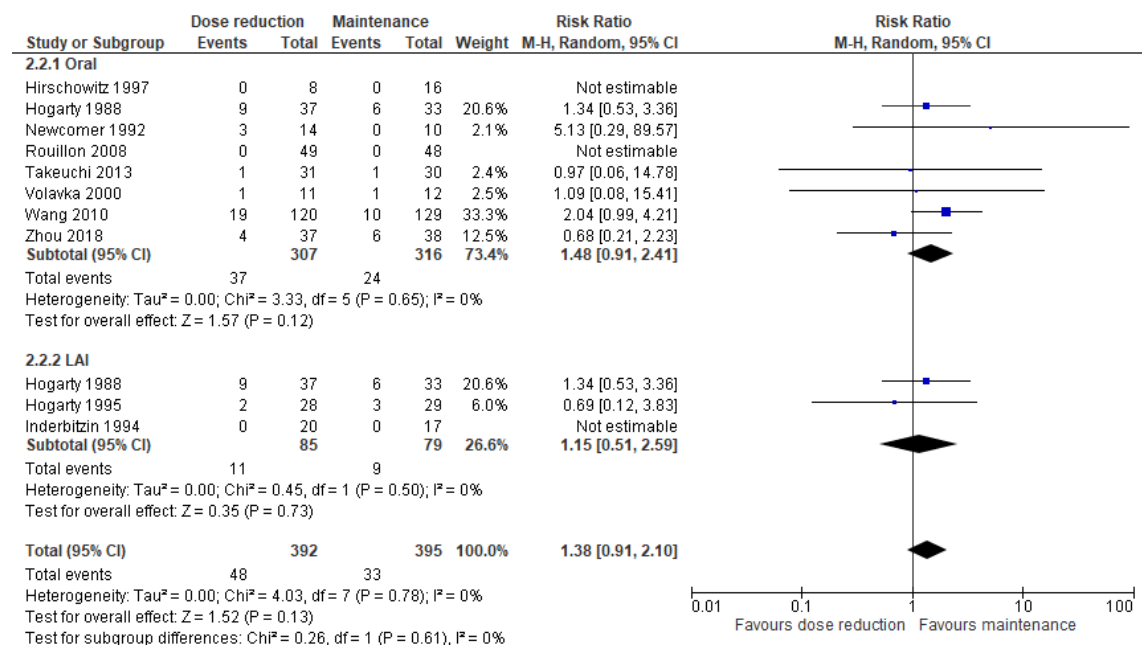 Dose reduction Maintenance Risk Ratio Risk Ratio
Study or Subgroup Events Total Events Total Weight M-H, Random, 95% CI M-H, Random, 95% CI
2.2.1 Oral
Hirschowitz 1997 0 8 0 16 Not estimable
Hogarty 1988 9 37 6 33 20.6% 1.34 [0.53, 3.36]
Newcomer 1992 3 14 0 10 2.1% 5.13 [0.29, 89.57]
Rouillon 2008 0 49 0 48 Not estimable
Takeuchi 2013 1 31 1 30 2.4% 0.97 [0.06, 14.78]
Volavka 2000 1 11 1 12 2.5% 1.09 [0.08, 15.41]
Wang 2010 19 120 10 129 33.3% 2.04 [0.99, 4.21]
Zhou 2018 4 37 6 38 12.5% 0.68 [0.21, 2.23]
Subtotal (95% CI) 307 316 73.4% 1.48 [0.91, 2.41]
Total events 37 24
Heterogeneity: Tau² = 0.00; Chi² = 3.33, df = 5 (P = 0.65); I² = 0%
Test for overall effect: Z = 1.57 (P = 0.12)
2.2.2 LAI
Hogarty 1988 9 37 6 33 20.6% 1.34 [0.53, 3.36]
Hogarty 1995 2 28 3 29 6.0% 0.69 [0.12, 3.83]
Inderbitzin 1994 0 20 0 17 Not estimable
Subtotal (95% CI) 85 79 26.6% 1.15 [0.51, 2.59]
Total events 11 9
Heterogeneity: Tau² = 0.00; Chi² = 0.45, df = 1 (P = 0.50); I² = 0%
Test for overall effect: Z = 0.35 (P = 0.73)
Total (95% CI) 392 395 100.0% 1.38 [0.91, 2.10]
Total events 48 33
Heterogeneity: Tau² = 0.00; Chi² = 4.03, df = 7 (P = 0.78); I² = 0%
Test for overall effect: Z = 1.52 (P = 0.13)
Test for subgroup differences: Chi² = 0.26, df = 1 (P = 0.61), I² = 0%
0.01 0.1 1 10 100
Favours dose reduction Favours maintenance